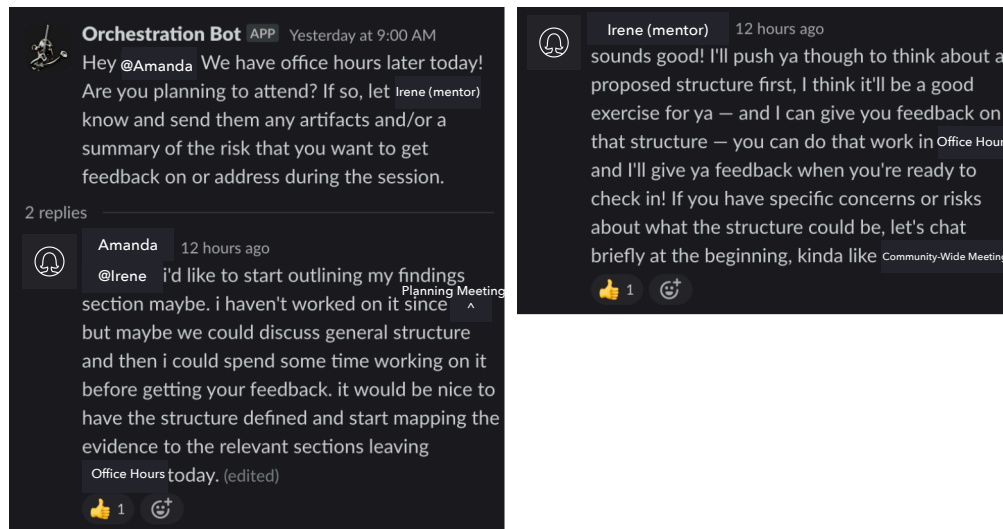 Orchestration Bot APP Yesterday at 9:00 AM
Hey @Amanda We have office hours later today!
Are you planning to attend? If so, let Irene (mentor)
know and send them any artifacts and/or a
summary of the risk that you want to get
feedback on or address during the session.
2 replies
Amanda 12 hours ago
@Irene i'd like to start outlining my findings
Planning Meeting
section maybe. i haven't worked on it since ^
but maybe we could discuss general structure
and then i could spend some time working on it
before getting your feedback. it would be nice to
have the structure defined and start mapping the
evidence to the relevant sections leaving
Office Hours today. (edited)
1
Irene (mentor) 12 hours ago
sounds good! I'll push ya though to think about a
proposed structure first, I think it'll be a good
exercise for ya — and I can give you feedback on
that structure — you can do that work in Office Hour
and I'll give ya feedback when you're ready to
check in! If you have specific concerns or risks
about what the structure could be, let's chat
briefly at the beginning, kinda like Community-Wide Meeting
1